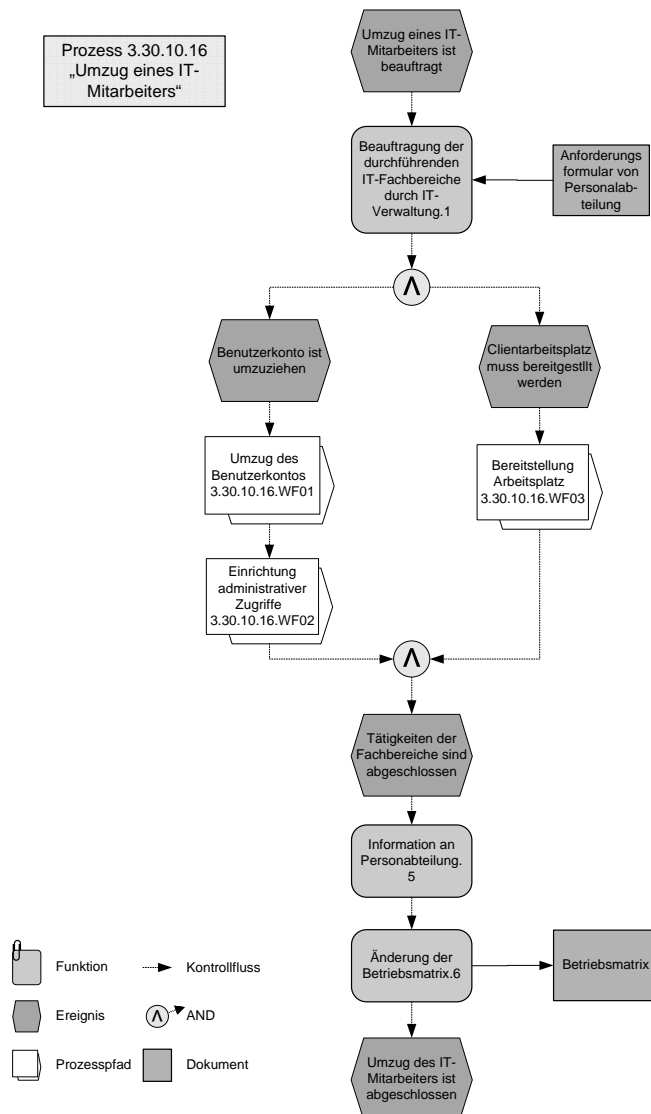 Prozess 3.30.10.16
„Umzug eines IT-
Mitarbeiters“
Umzug eines IT-
Mitarbeiters ist
beauftragt
Beauftragung der
durchführenden
IT-Fachbereiche
durch IT-
Verwaltung.1
Anforderungs
formular von
Personalab-
teilung
Λ
Benutzerkonto ist
umzuziehen
Clientarbeitsplatz
muss bereitgestllt
werden
Umzug des
Benutzerkontos
3.30.10.16.WF01
Bereitstellung
Arbeitsplatz
3.30.10.16.WF03
Einrichtung
administrativer
Zugriffe
3.30.10.16.WF02
Λ
Tätigkeiten der
Fachbereiche sind
abgeschlossen
Information an
Personabteilung.
5
Änderung der
Betriebsmatrix.6
Betriebsmatrix
Umzug des IT-
Mitarbeiters ist
abgeschlossen
Funktion
Kontrollfluss
Ereignis
Λ
AND
Prozesspfad
Dokument